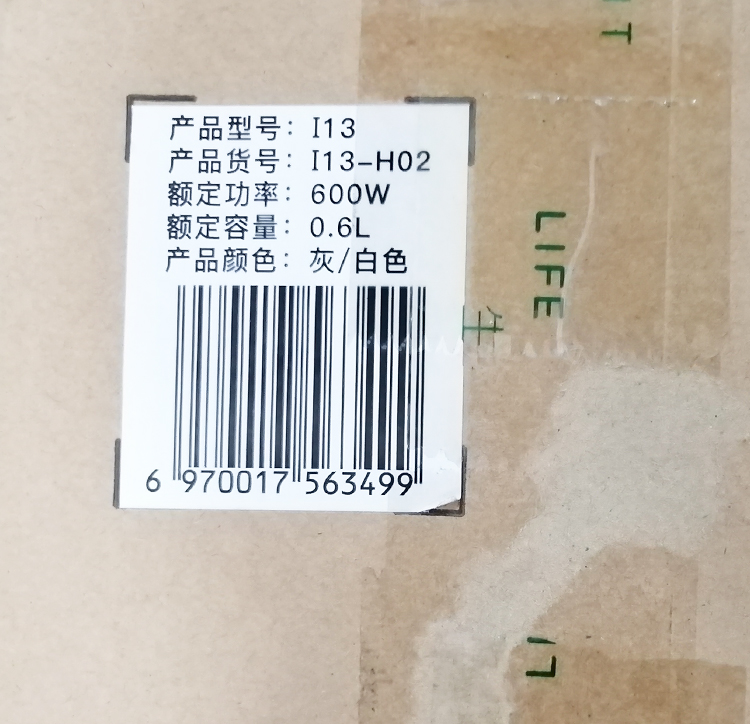 产品型号：I13
产品货号：I13-H02
额定功率：600W
额定容量：0.6L
产品颜色：灰/白色
6 970017 563499
LIFE
生